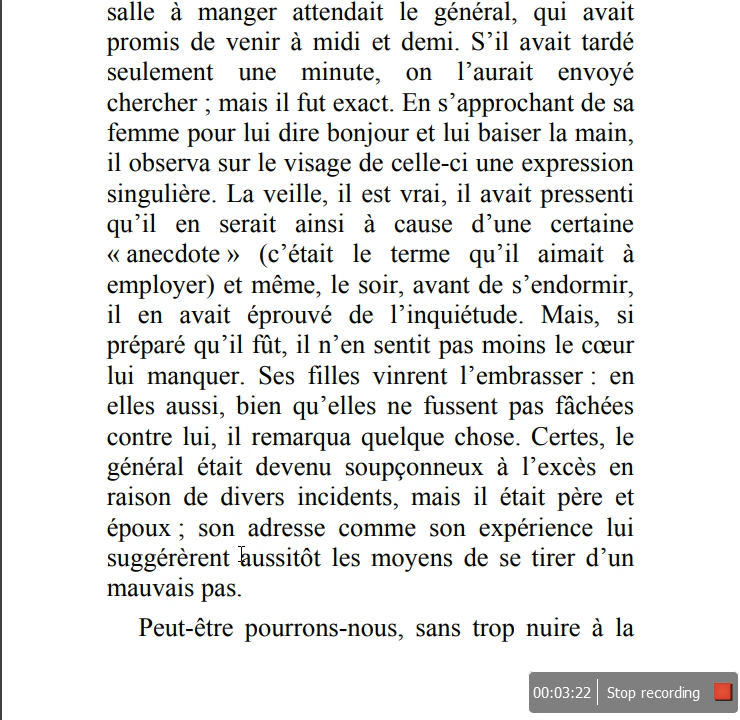 salle à manger attendait le général, qui avait
promis de venir à midi et demi. S’il avait tardé
seulement une minute, on l’aurait envoyé
chercher ; mais il fut exact. En s’approchant de sa
femme pour lui dire bonjour et lui baiser la main,
il observa sur le visage de celle-ci une expression
singulière. La veille, il est vrai, il avait pressenti
qu’il en serait ainsi à cause d’une certaine
« anecdote » (c’était le terme qu’il aimait à
employer) et même, le soir, avant de s’endormir,
il en avait éprouvé de l’inquiétude. Mais, si
préparé qu’il fût, il n’en sentit pas moins le cœur
lui manquer. Ses filles vinrent l’embrasser : en
elles aussi, bien qu’elles ne fussent pas fâchées
contre lui, il remarqua quelque chose. Certes, le
général était devenu soupçonneux à l’excès en
raison de divers incidents, mais il était père et
époux ; son adresse comme son expérience lui
suggérèrent aussitôt les moyens de se tirer d’un
mauvais pas.
Peut-être pourrons-nous, sans trop nuire à la
00:03:22 Stop recording